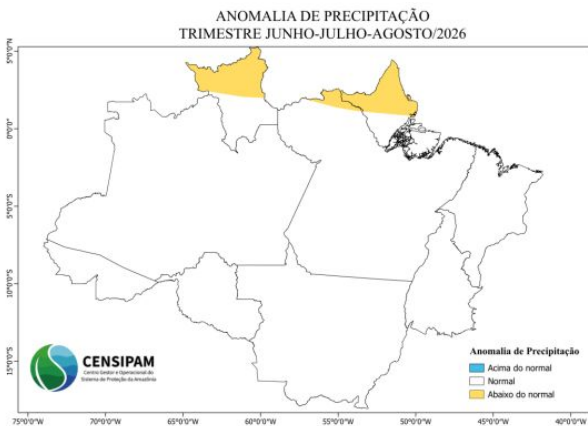 ANOMALIA DE PRECIPITAÇÃO
TRIMESTRE JUNHO-JULHO-AGOSTO/2026
5°0'0"N
0°0'0"
5°0'0"S
10°0'0"S
15°0'0"S
CENSIPAM
Centro Gestor e Operacional do
Sistema de Proteção da Amazônia
Anomalia de Precipitação
Acima do normal
Normal
Abaixo do normal
75°0'0"W 70°0'0"W 65°0'0"W 60°0'0"W 55°0'0"W 50°0'0"W 45°0'0"W 40°0'0"W